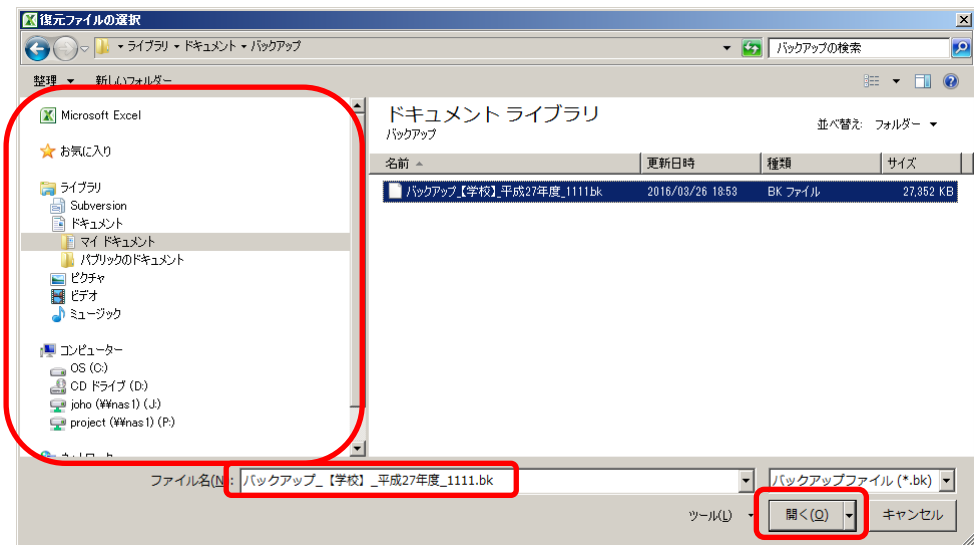 復元ファイルの選択
ライブラリ ▾ ドキュメント ▾ バックアップ
バックアップの検索
整理 新しいフォルダー
Microsoft Excel
お気に入り
ライブラリ
Subversion
ドキュメント
マイ ドキュメント
パブリックのドキュメント
ピクチャ
ビデオ
ミュージック
コンピューター
OS (C:)
CD ドライブ (D:)
joho (¥¥nas1) (J:)
project (¥¥nas1) (P:)
ドキュメント ライブラリ
バックアップ
並べ替え: フォルダー
名前 更新日時 種類 サイズ
バックアップ_【学校】_平成27年度_1111.bk 2016/03/26 18:53 BK ファイル 27,352 KB
ファイル名(N): バックアップ_【学校】_平成27年度_1111.bk バックアップファイル (*.bk)
ツール(L) 開く(O) キャンセル